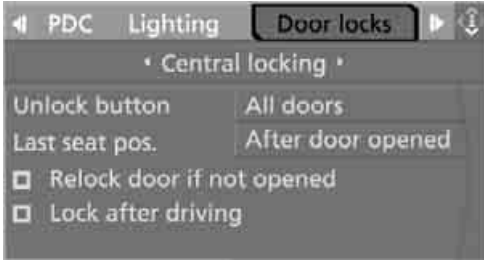 PDC Lighting Door locks
Central locking
Unlock button All doors
Last seat pos. After door opened
Relock door if not opened
Lock after driving